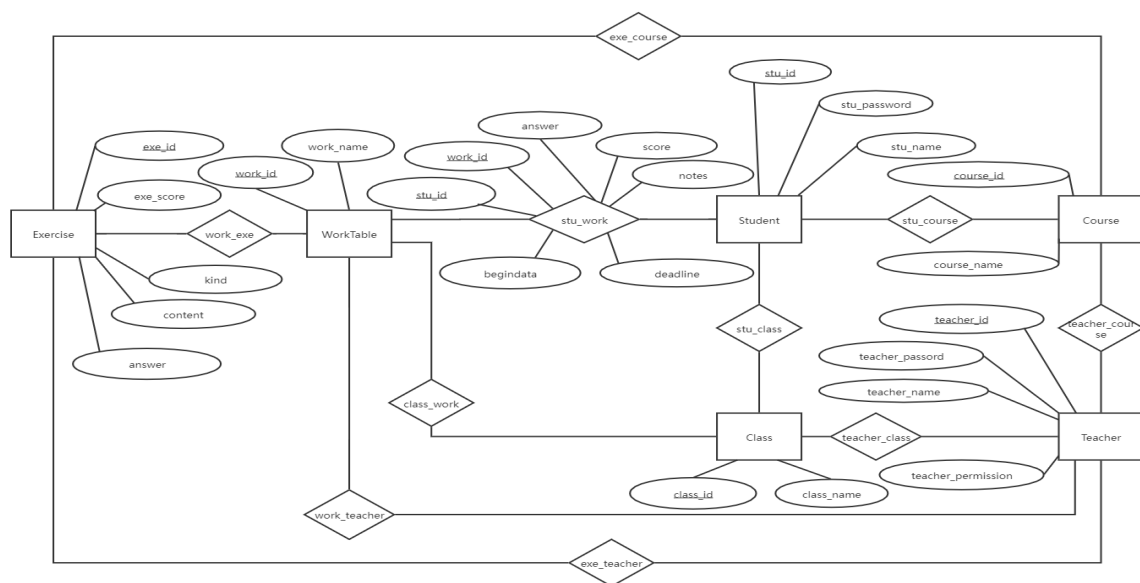 exe_course
stu_id
stu_password
answer
exe_id
work_name
score
stu_name
work_id
work_id
notes
course_id
exe_score
stu_id
Exercise
work_exe
WorkTable
stu_work
Student
stu_course
Course
kind
begindata
deadline
course_name
content
teacher_id
stu_class
teacher_cour
se
answer
teacher_passord
teacher_name
class_work
Class
teacher_class
Teacher
teacher_permission
class_id
class_name
work_teacher
exe_teacher